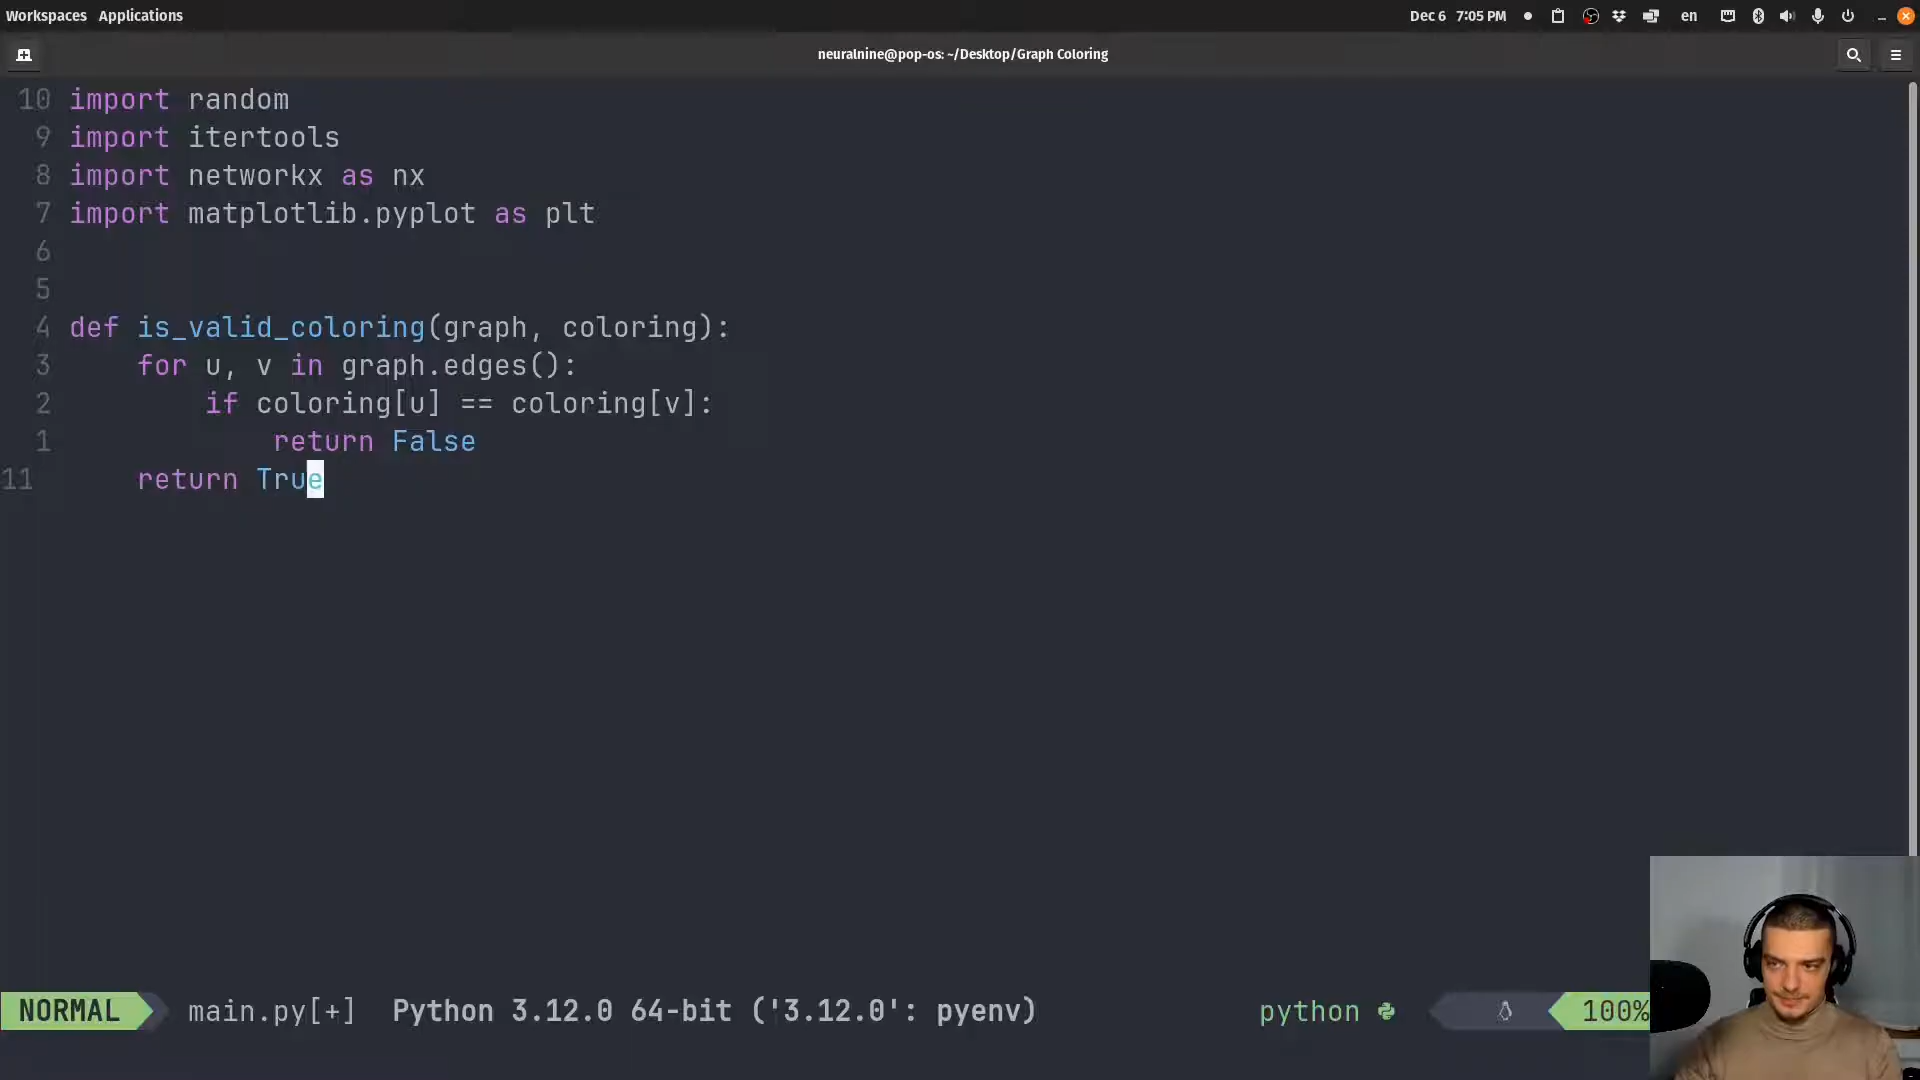 Workspaces Applications
Dec 6 7:05 PM en
neuralnine@pop-os: ~/Desktop/Graph Coloring
10 import random
9 import itertools
8 import networkx as nx
7 import matplotlib.pyplot as plt
6
5
4 def is_valid_coloring(graph, coloring):
3 for u, v in graph.edges():
2 if coloring[u] == coloring[v]:
1 return False
11 return True
NORMAL main.py[+] Python 3.12.0 64-bit ('3.12.0': pyenv) python 100%